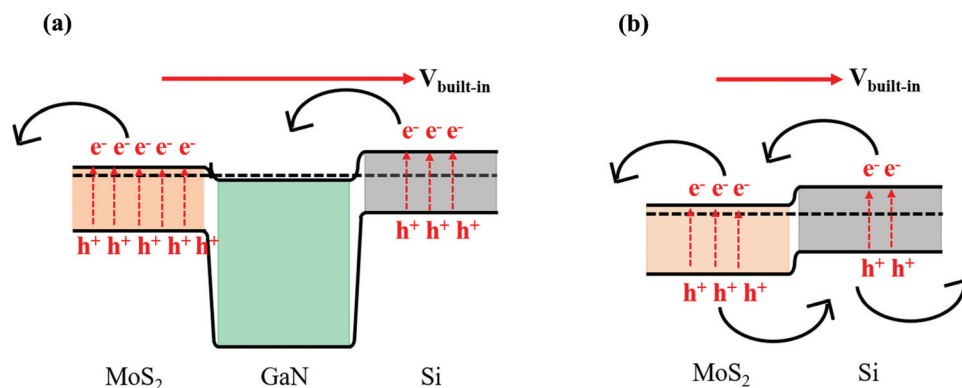 (a)
V_built-in
e- e- e- e- e-
e- e- e-
h+ h+ h+ h+ h+
h+ h+ h+
MoS₂
GaN
Si
(b)
V_built-in
e- e- e-
e- e-
h+ h+ h+
h+ h+
MoS₂
Si